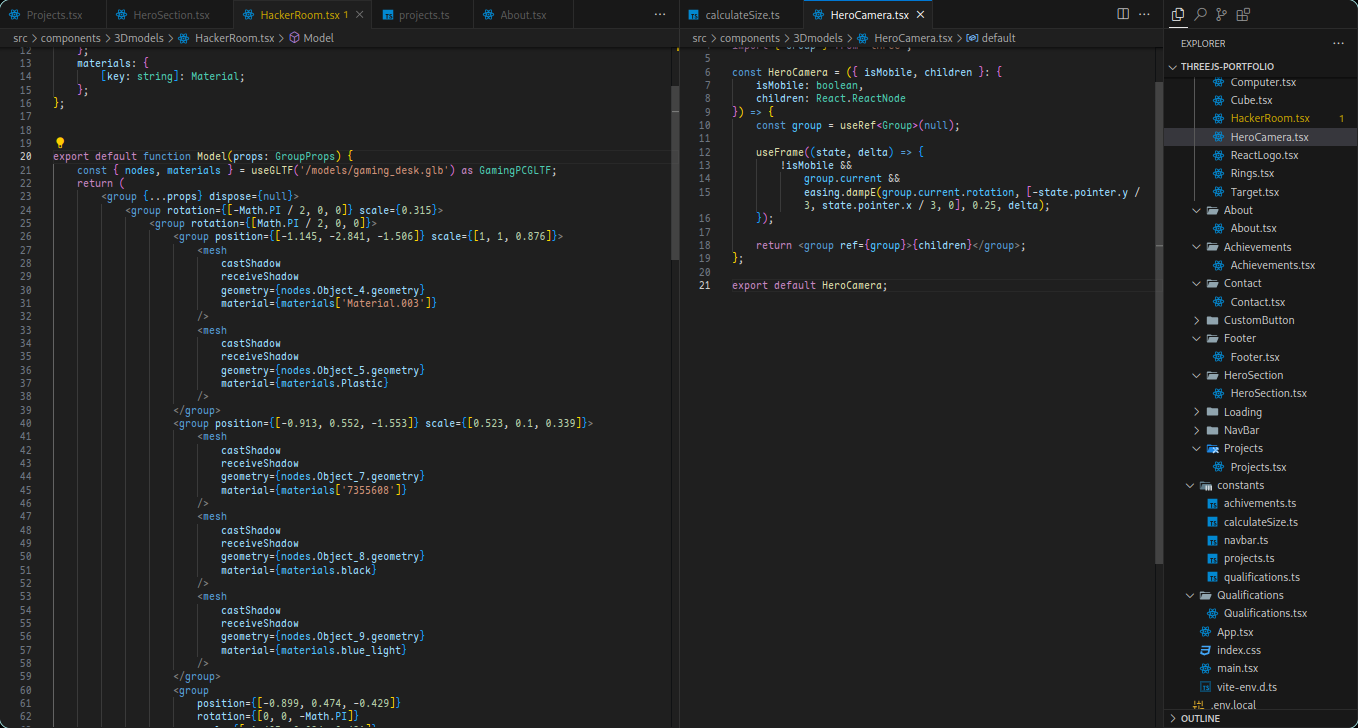 Projects.tsx
HeroSection.tsx
HackerRoom.tsx 1
projects.ts
About.tsx
src > components > 3Dmodels > HackerRoom.tsx > Model
12 };
13 materials: {
14 [key: string]: Material;
15 };
16 };
17
18
19
20 export default function Model(props: GroupProps) {
21 const { nodes, materials } = useGLTF('/models/gaming_desk.glb') as GamingPCGLTF;
22 return (
23 <group {...props} dispose={null}>
24 <group rotation={[-Math.PI / 2, 0, 0]} scale={0.315}>
25 <group rotation={[Math.PI / 2, 0, 0]}>
26 <group position={[-1.145, -2.841, -1.506]} scale={[1, 1, 0.876]}>
27 <mesh
28 castShadow
29 receiveShadow
30 geometry={nodes.Object_4.geometry}
31 material={materials['Material.003']}
32 />
33 <mesh
34 castShadow
35 receiveShadow
36 geometry={nodes.Object_5.geometry}
37 material={materials.Plastic}
38 />
39 </group>
40 <group position={[-0.913, 0.552, -1.553]} scale={[0.523, 0.1, 0.339]}>
41 <mesh
42 castShadow
43 receiveShadow
44 geometry={nodes.Object_7.geometry}
45 material={materials['7355608']}
46 />
47 <mesh
48 castShadow
49 receiveShadow
50 geometry={nodes.Object_8.geometry}
51 material={materials.black}
52 />
53 <mesh
54 castShadow
55 receiveShadow
56 geometry={nodes.Object_9.geometry}
57 material={materials.blue_light}
58 />
59 </group>
60 <group
61 position={[-0.899, 0.474, -0.429]}
62 rotation={[0, 0, -Math.PI]}
calculateSize.ts
HeroCamera.tsx
src > components > 3Dmodels > HeroCamera.tsx > default
import { Group } from 'three';
5
6 const HeroCamera = ({ isMobile, children }: {
7 isMobile: boolean,
8 children: React.ReactNode
9 }) => {
10 const group = useRef<Group>(null);
11
12 useFrame((state, delta) => {
13 !isMobile &&
14 group.current &&
15 easing.dampE(group.current.rotation, [-state.pointer.y /
3, state.pointer.x / 3, 0], 0.25, delta);
16 });
17
18 return <group ref={group}>{children}</group>;
19 };
20
21 export default HeroCamera;
EXPLORER
THREEJS-PORTFOLIO
Computer.tsx
Cube.tsx
HackerRoom.tsx 1
HeroCamera.tsx
ReactLogo.tsx
Rings.tsx
Target.tsx
About
About.tsx
Achievements
Achievements.tsx
Contact
Contact.tsx
CustomButton
Footer
Footer.tsx
HeroSection
HeroSection.tsx
Loading
NavBar
Projects
Projects.tsx
constants
achivements.ts
calculateSize.ts
navbar.ts
projects.ts
qualifications.ts
Qualifications
Qualifications.tsx
App.tsx
index.css
main.tsx
vite-env.d.ts
.env.local
OUTLINE